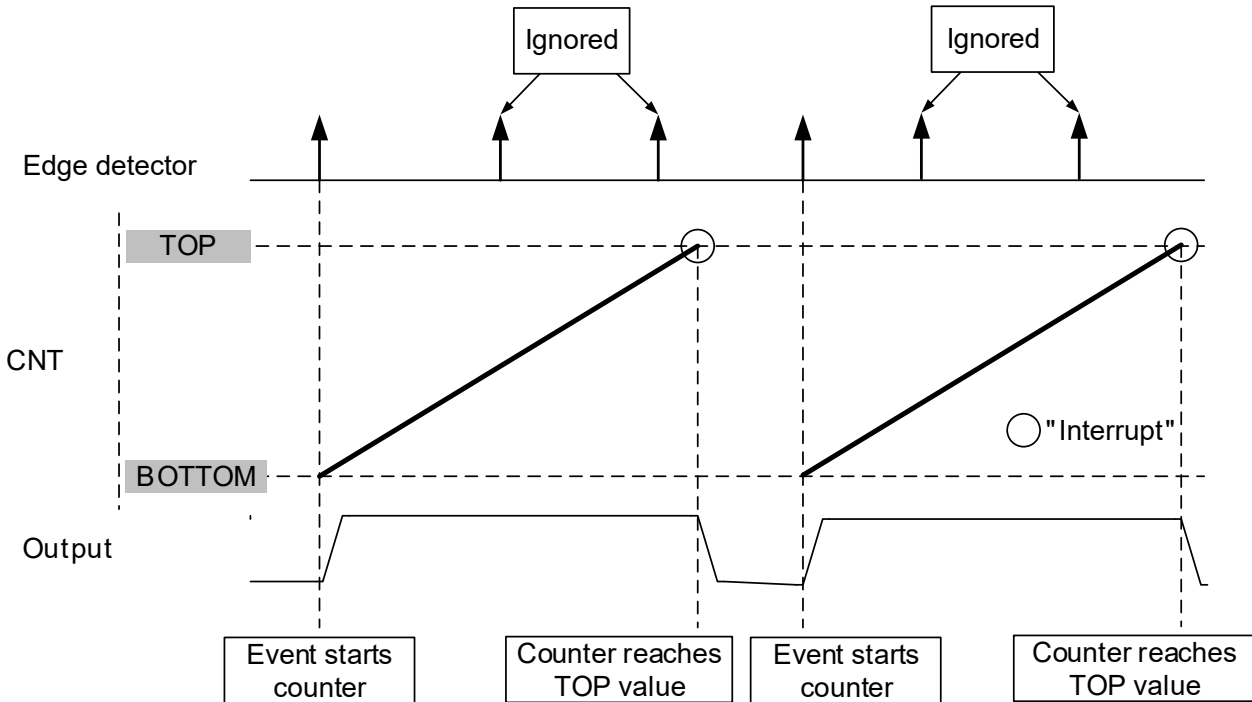 Ignored
Ignored
Edge detector
TOP
CNT
"Interrupt"
BOTTOM
Output
Event starts
counter
Counter reaches
TOP value
Event starts
counter
Counter reaches
TOP value